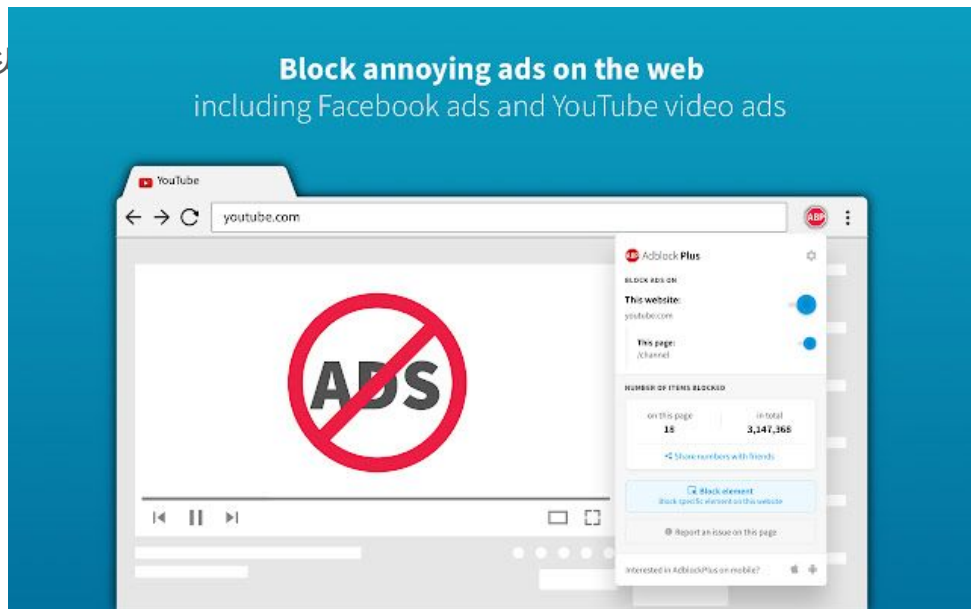 Block annoying ads on the web
including Facebook ads and YouTube video ads
YouTube
youtube.com
ABP
ABP Adblock Plus
BLOCK ADS ON
This website:
youtube.com
This page:
/channel
ADS
NUMBER OF ITEMS BLOCKED
on this page
18
in total
3,147,368
Share numbers with friends
Block element
Block specific element on this website
Report an issue on this page
Interested in AdblockPlus on mobile?